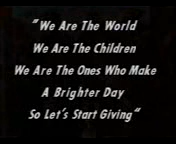 "We Are The World
We Are The Children
We Are The Ones Who Make
A Brighter Day
So Let's Start Giving"